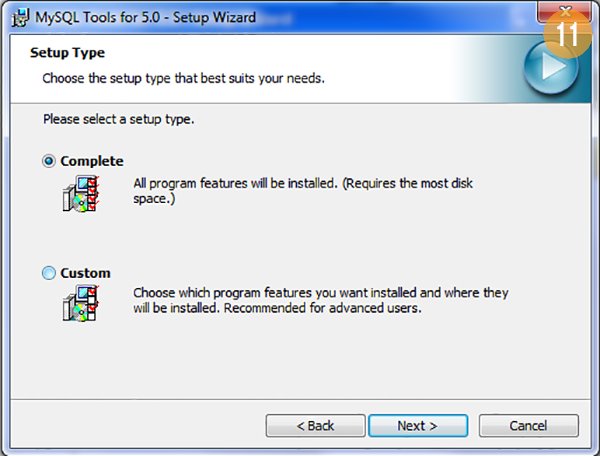 MySQL Tools for 5.0 - Setup Wizard
11
Setup Type
Choose the setup type that best suits your needs.
Please select a setup type.
Complete
All program features will be installed. (Requires the most disk
space.)
Custom
Choose which program features you want installed and where they
will be installed. Recommended for advanced users.
< Back
Next >
Cancel